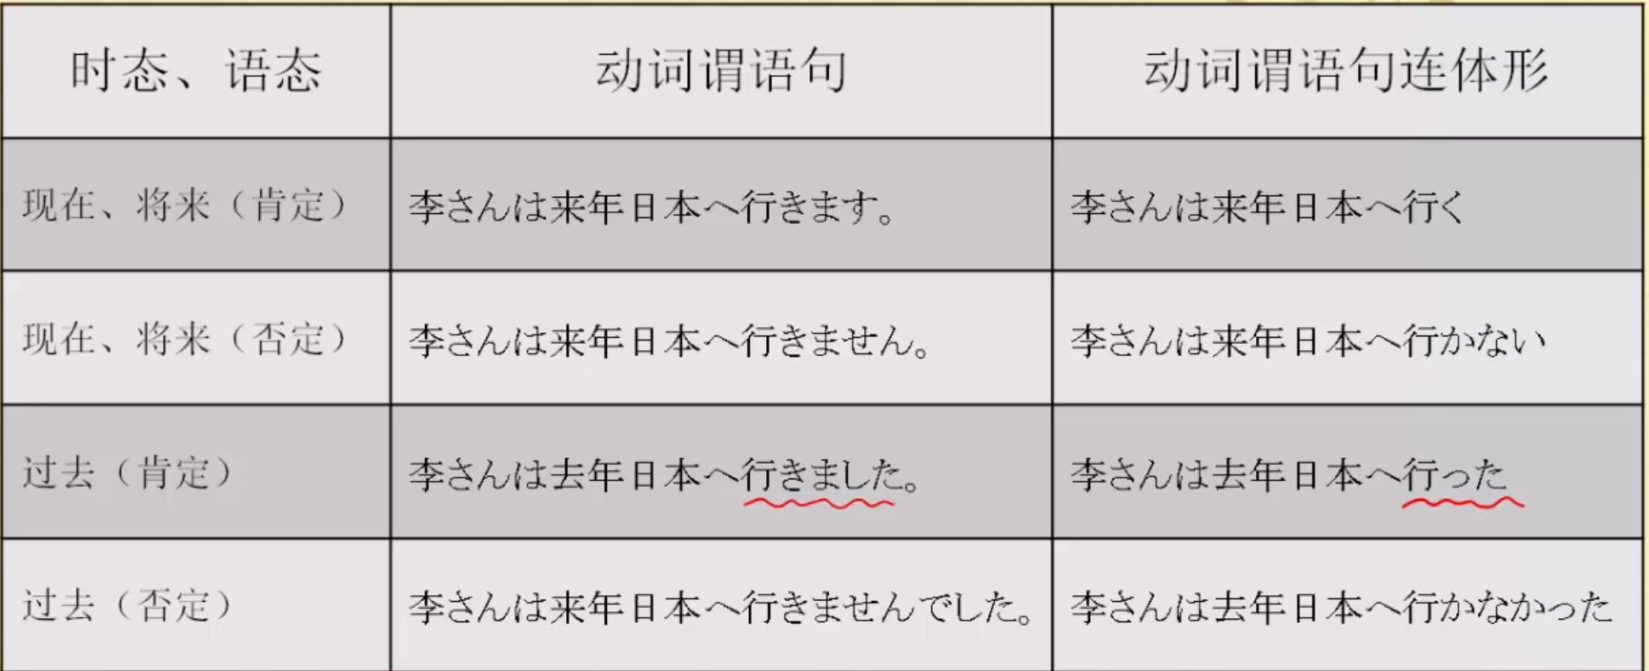 时态、语态 动词谓语句 动词谓语句连体形
现在、将来（肯定） 李さんは来年日本へ行きます。 李さんは来年日本へ行く
现在、将来（否定） 李さんは来年日本へ行きません。 李さんは来年日本へ行かない
过去（肯定） 李さんは去年日本へ行きました。 李さんは去年日本へ行った
过去（否定） 李さんは来年日本へ行きませんでした。 李さんは去年日本へ行かなかった